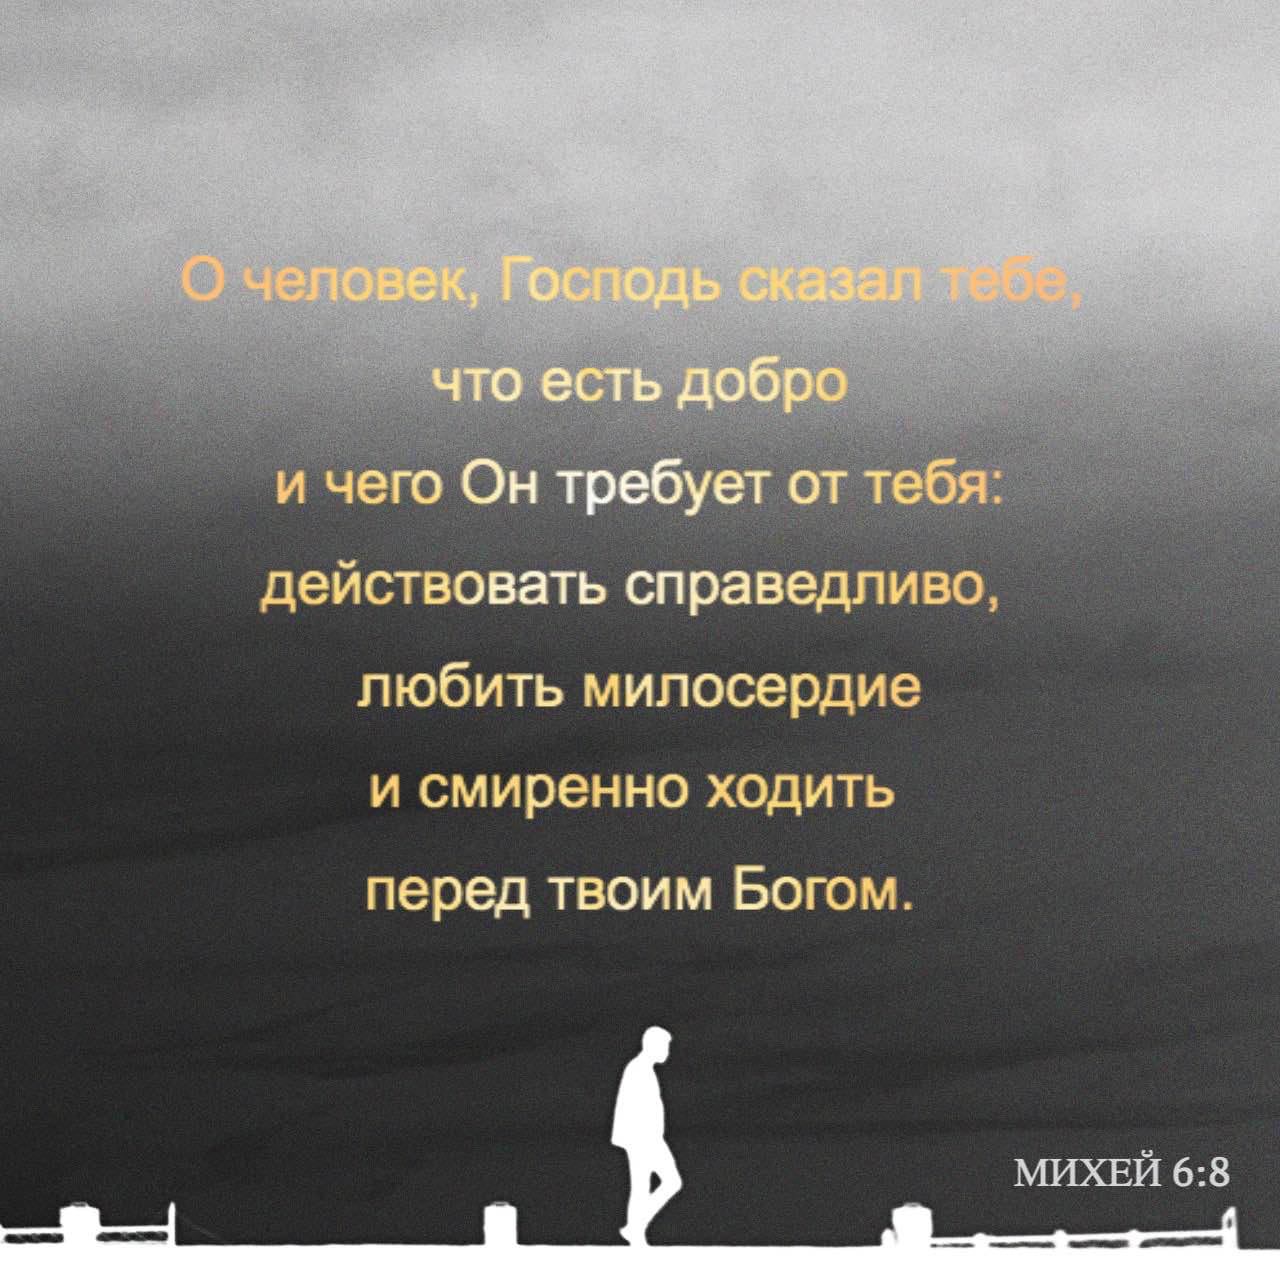 О человек, Господь сказал тебе,
что есть добро
и чего Он требует от тебя:
действовать справедливо,
любить милосердие
и смиренно ходить
перед твоим Богом.
МИХЕЙ 6:8